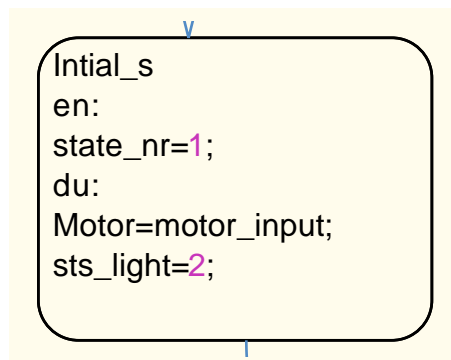 Intial_s
en:
state_nr=1;
du:
Motor=motor_input;
sts_light=2;